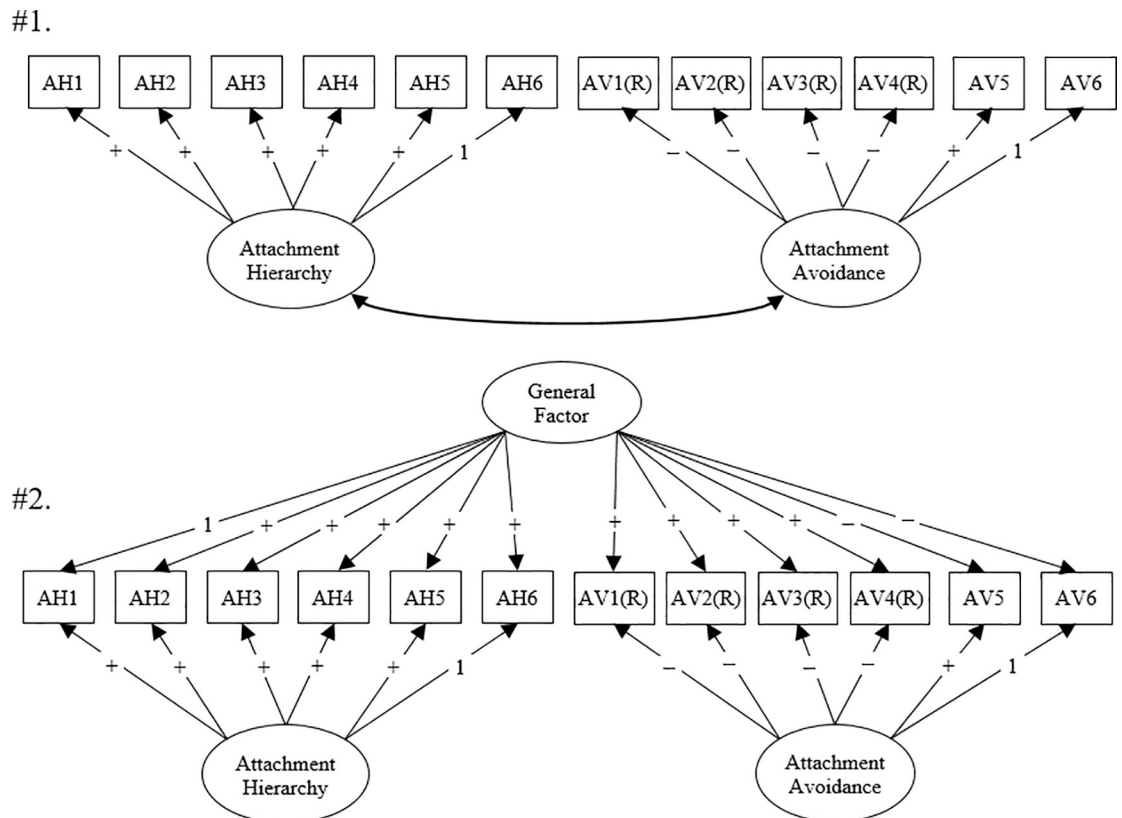 #1.
AH1 AH2 AH3 AH4 AH5 AH6 AV1(R) AV2(R) AV3(R) AV4(R) AV5 AV6
+ + + + + 1 – – – – + 1
Attachment
Hierarchy
Attachment
Avoidance
General
Factor
#2.
1 + + + + + + + + + – –
AH1 AH2 AH3 AH4 AH5 AH6 AV1(R) AV2(R) AV3(R) AV4(R) AV5 AV6
+ + + + + 1 – – – – + 1
Attachment
Hierarchy
Attachment
Avoidance